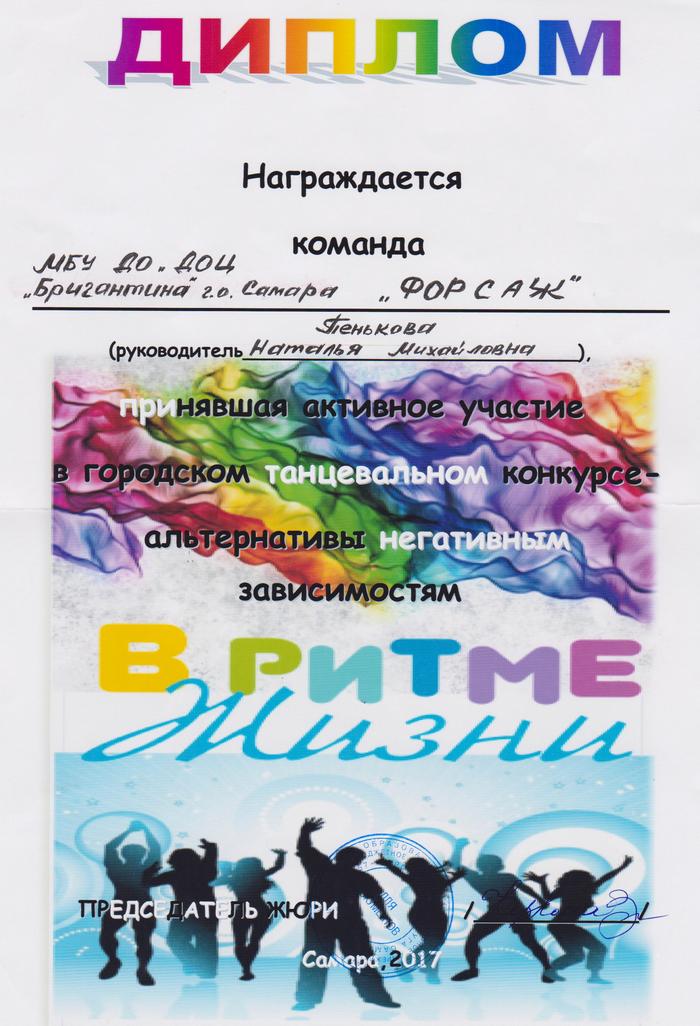 ДИПЛОМ
Награждается
команда
МБУ ДО „ДОЦ
„Бригантина" г.о. Самара „ФОРСАЖ"
Пенькова
(руководитель Наталья Михайловна),
принявшая активное участие
в городском танцевальном конкурсе-
альтернативы негативным
зависимостям
В РИТМЕ
Жизни
ПРЕДСЕДАТЕЛЬ ЖЮРИ / /
Самара,2017